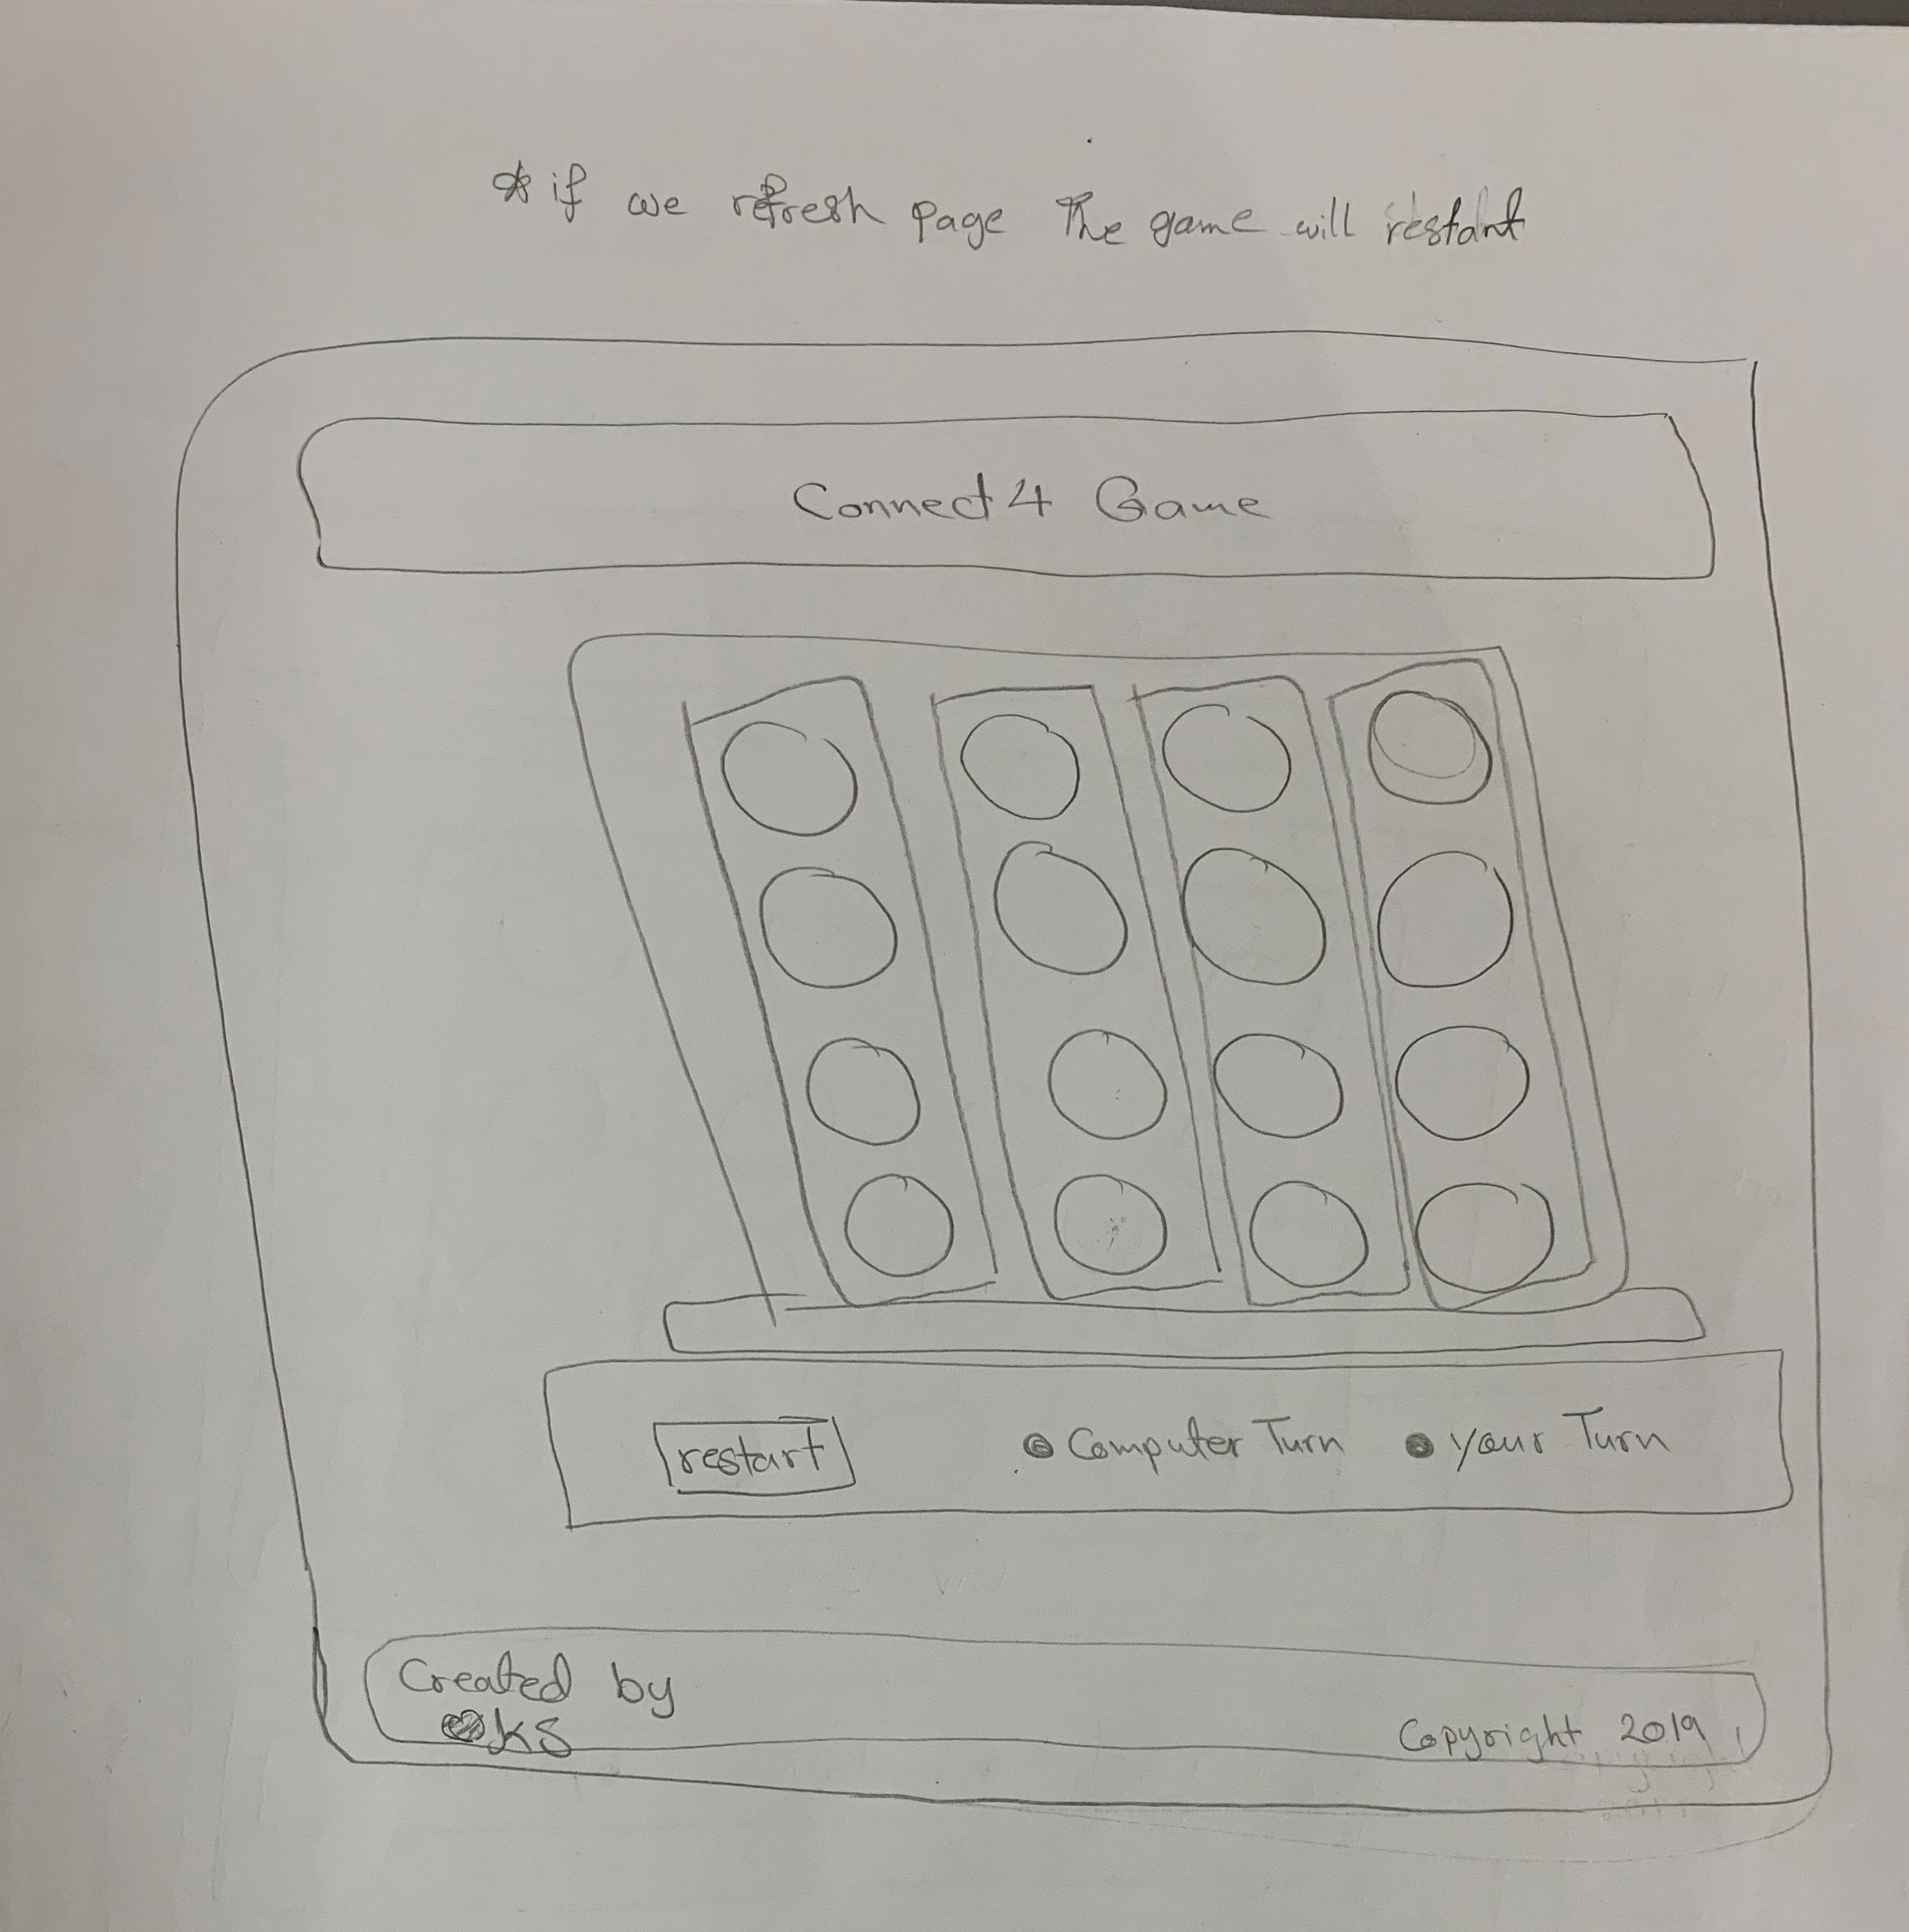 * if we refresh page The game will restart
Connect 4 Game
restart
Computer Turn
your Turn
Created by
KS
Copyright 2019